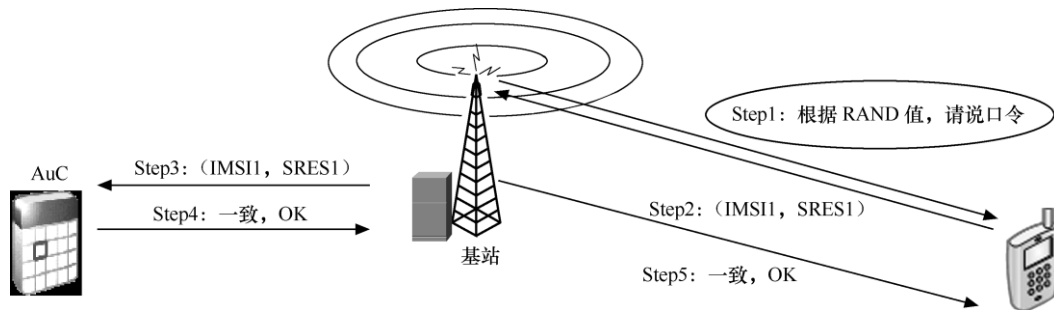 Step1：根据 RAND 值，请说口令
AuC
Step3：（IMSI1，SRES1）
Step4：一致，OK
Step2：（IMSI1，SRES1）
基站
Step5：一致，OK